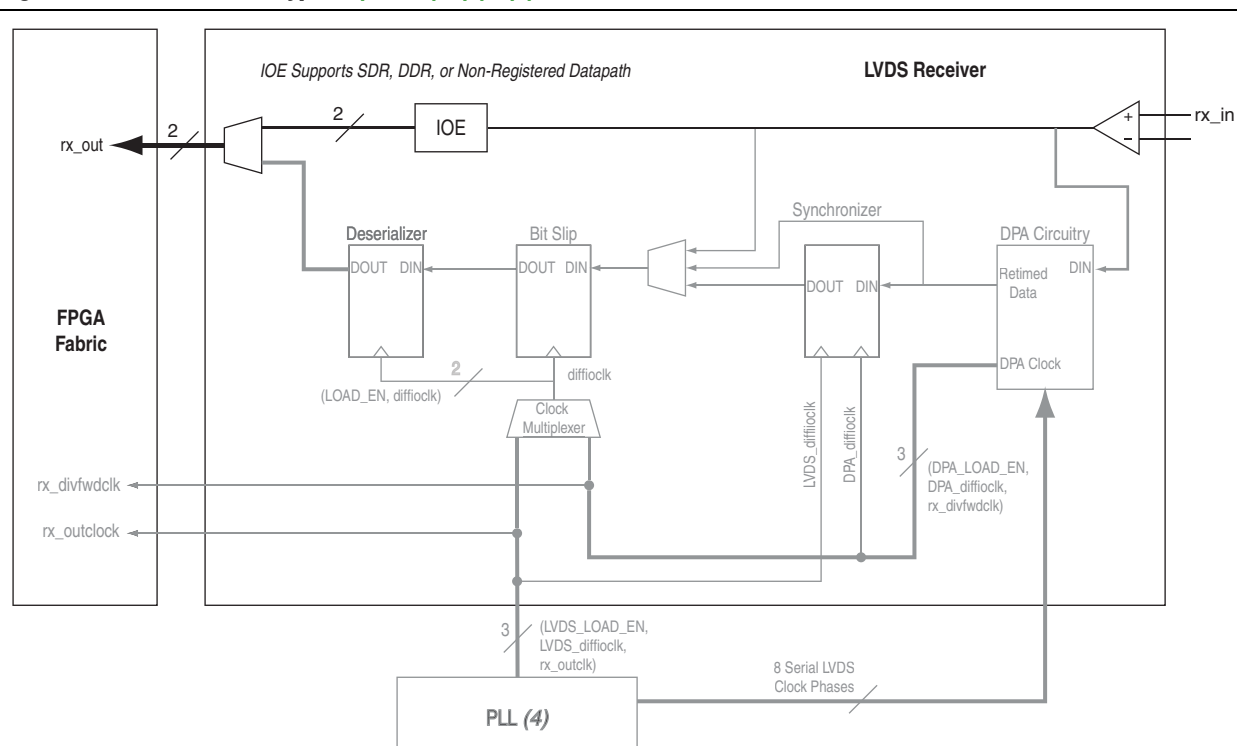 IOE Supports SDR, DDR, or Non-Registered Datapath
LVDS Receiver
2
IOE
+
−
rx_in
rx_out
2
Synchronizer
Deserializer
Bit Slip
DPA Circuitry
DOUT DIN
DOUT DIN
DOUT DIN
Retimed
Data
DIN
FPGA
Fabric
DPA Clock
2
diffioclk
(LOAD_EN, diffioclk)
Clock
Multiplexer
LVDS_diffiioclk
DPA_diffioclk
3
(DPA_LOAD_EN,
DPA_diffioclk,
rx_divfwdclk)
rx_divfwdclk
rx_outclock
3
(LVDS_LOAD_EN,
LVDS_diffioclk,
rx_outclk)
8 Serial LVDS
Clock Phases
PLL (4)